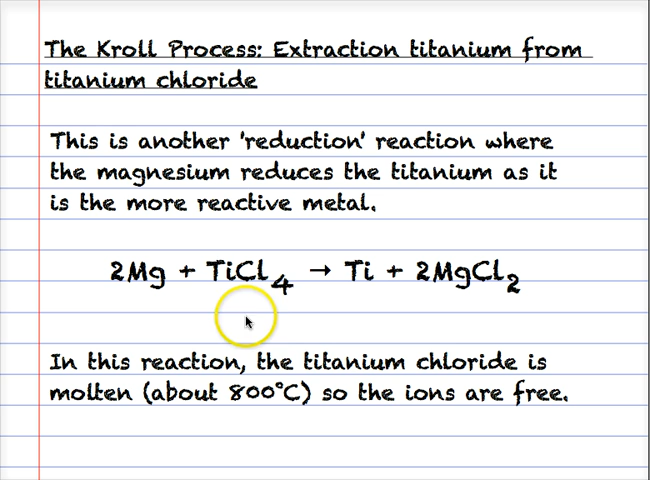 The Kroll Process: Extraction titanium from
titanium chloride
This is another 'reduction' reaction where
the magnesium reduces the titanium as it
is the more reactive metal.
2Mg + TiCl₄ → Ti + 2MgCl₂
In this reaction, the titanium chloride is
molten (about 800°C) so the ions are free.